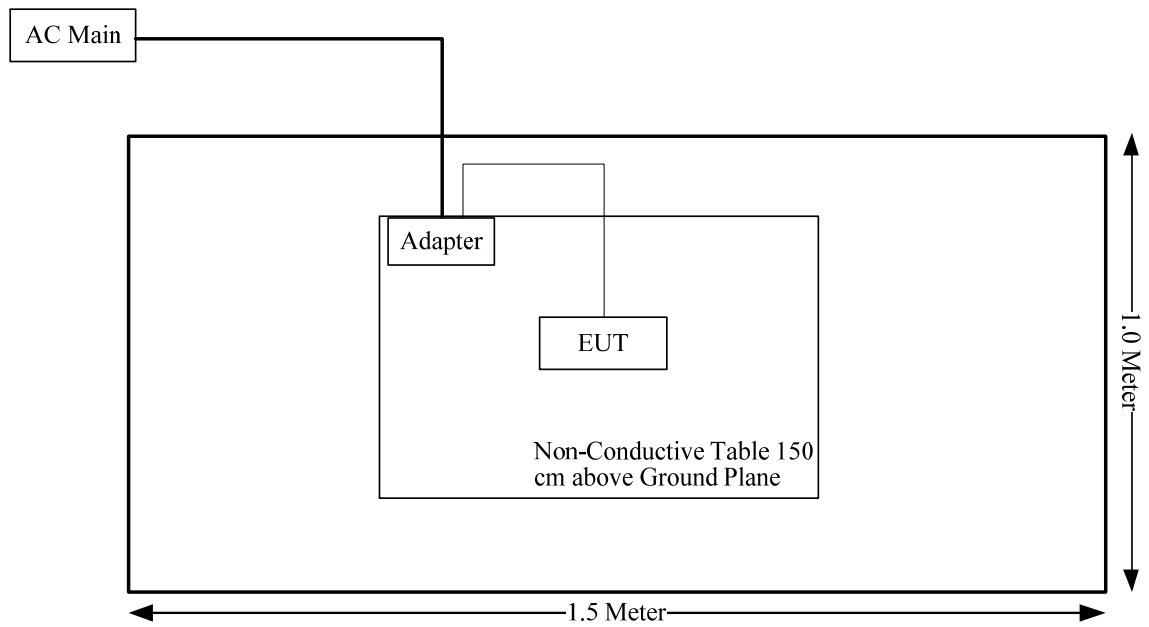 AC Main
Adapter
EUT
1.0 Meter
Non-Conductive Table 150
cm above Ground Plane
1.5 Meter